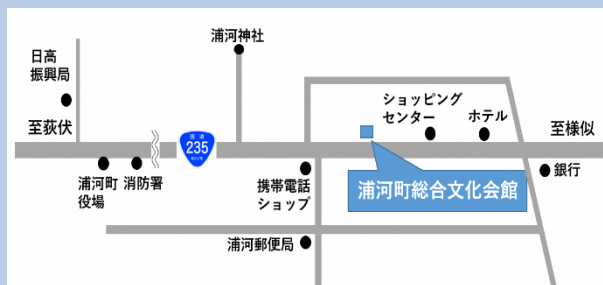 浦河神社
日高
振興局
ショッピング
センター
ホテル
至荻伏
至様似
国道
235
浦河町
役場
消防署
携帯電話
ショップ
浦河町総合文化会館
銀行
浦河郵便局